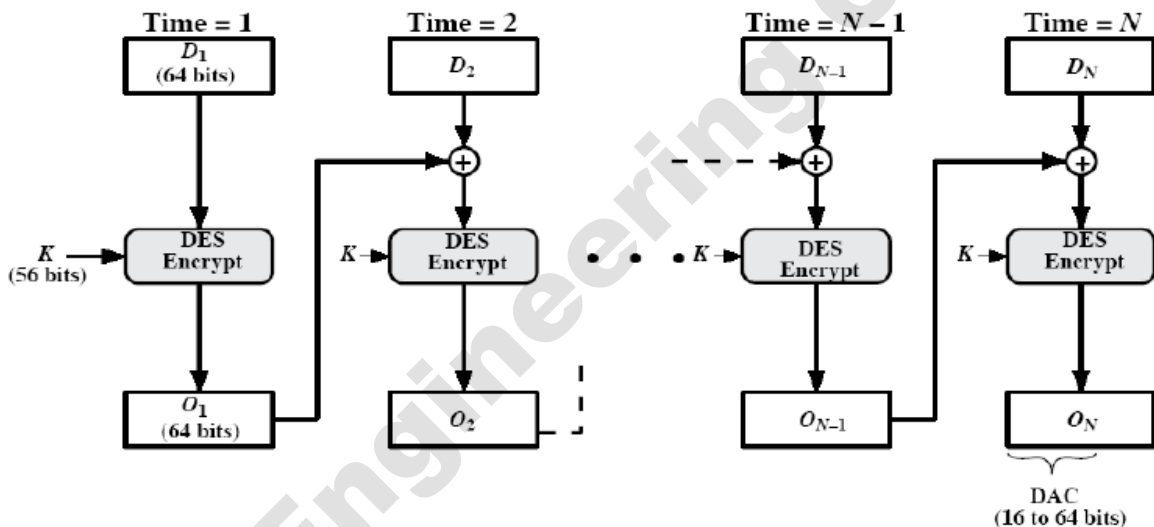 Time = 1
Time = 2
Time = N – 1
Time = N
D1
(64 bits)
D2
DN–1
DN
+
+
+
K
(56 bits)
DES
Encrypt
K
DES
Encrypt
K
DES
Encrypt
K
DES
Encrypt
O1
(64 bits)
O2
ON–1
ON
DAC
(16 to 64 bits)
Engineering